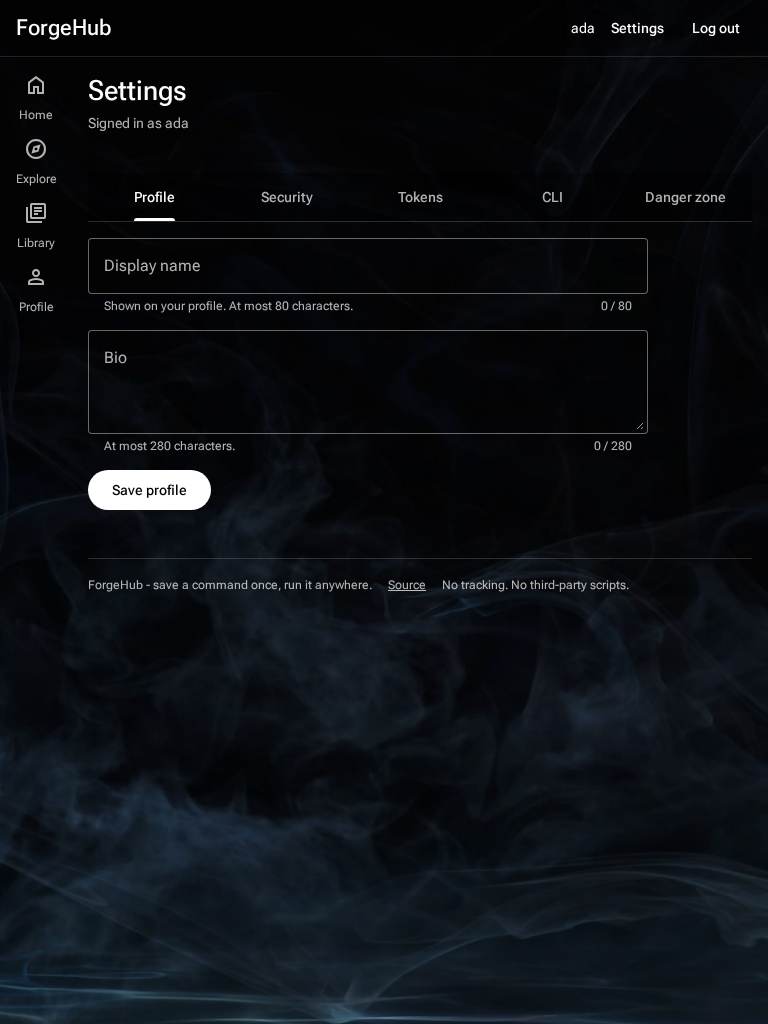 ForgeHub
ada Settings Log out
Home
Explore
Library
Profile
Settings
Signed in as ada
Profile Security Tokens CLI Danger zone
Display name
Shown on your profile. At most 80 characters. 0 / 80
Bio
At most 280 characters. 0 / 280
Save profile
ForgeHub - save a command once, run it anywhere. Source No tracking. No third-party scripts.